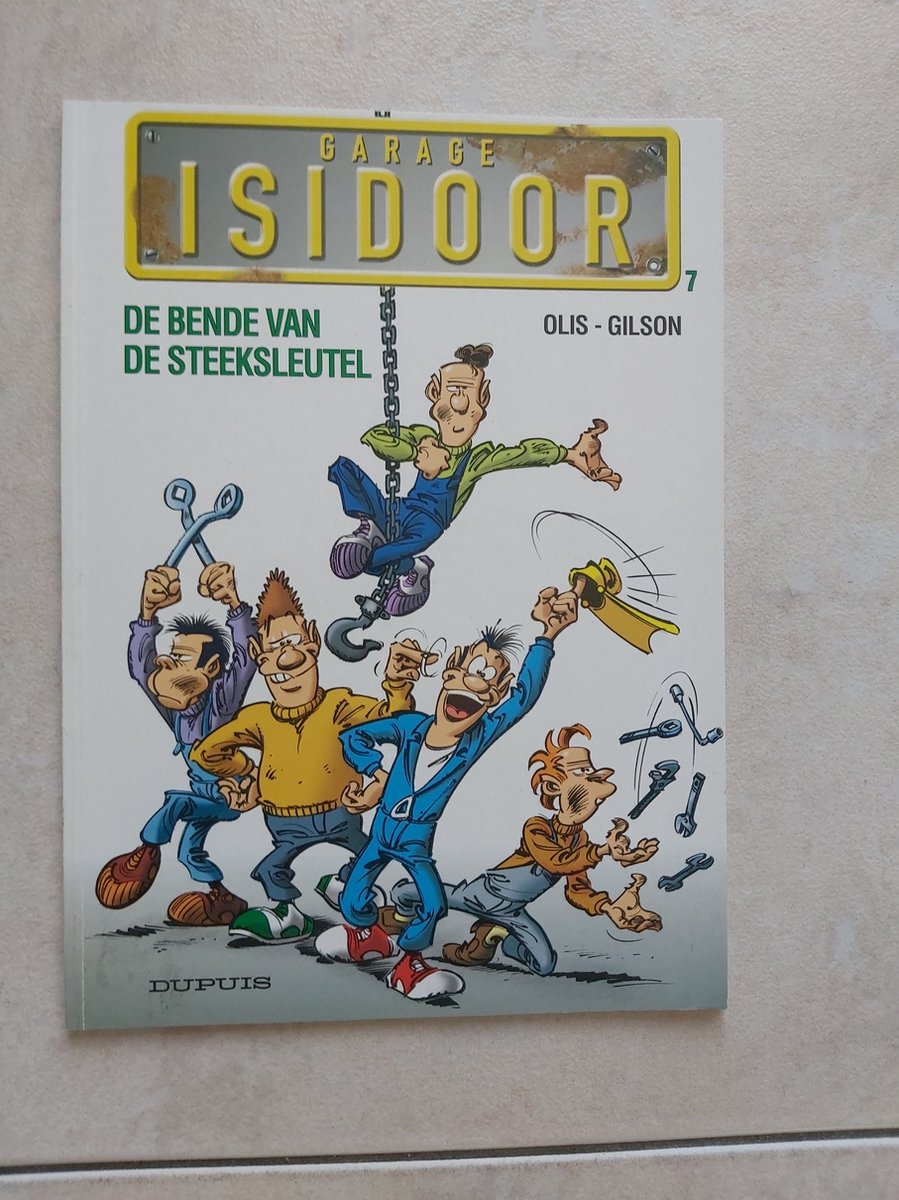 GARAGE
ISIDOOR
7
DE BENDE VAN
DE STEEKSLEUTEL
OLIS - GILSON
DUPUIS